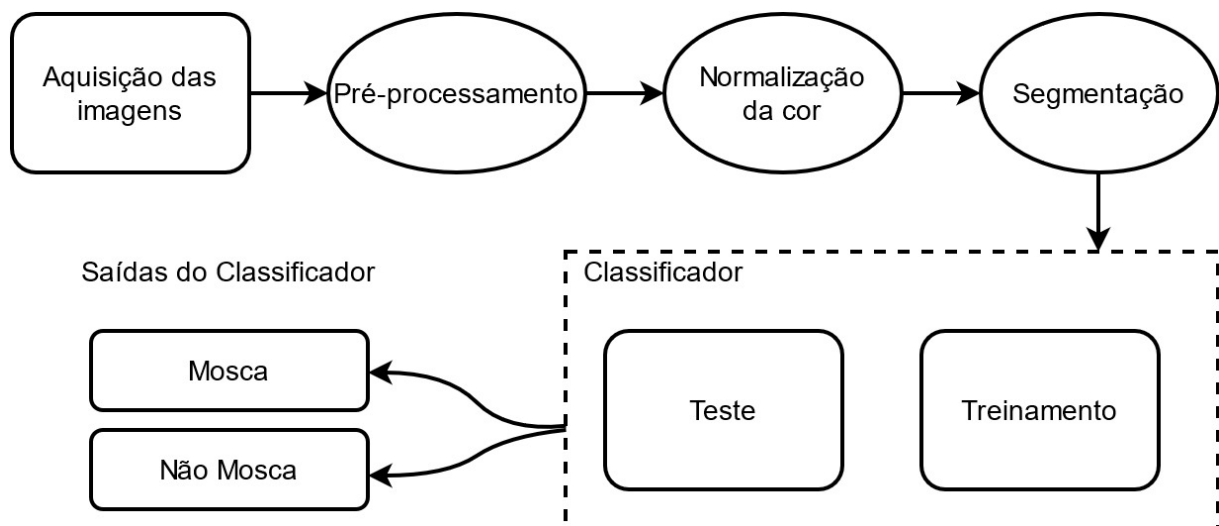 Aquisição das
imagens
Pré-processamento
Normalização
da cor
Segmentação
Saídas do Classificador
Classificador
Mosca
Não Mosca
Teste
Treinamento